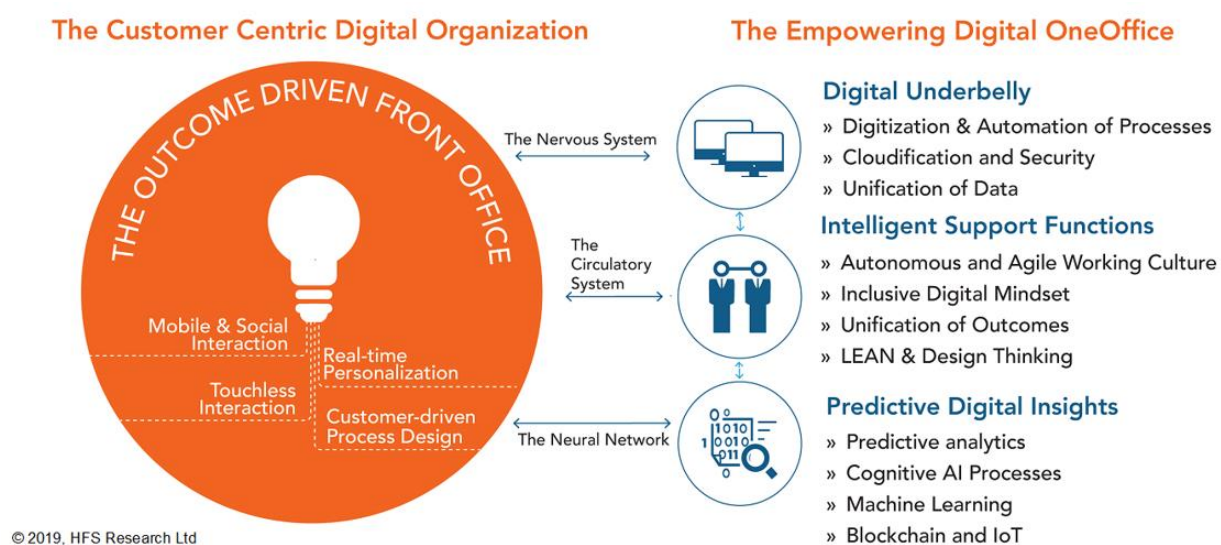 The Customer Centric Digital Organization
THE OUTCOME DRIVEN FRONT OFFICE
Mobile & Social
Interaction
Real-time
Personalization
Touchless
Interaction
Customer-driven
Process Design
The Nervous System
The
Circulatory
System
The Neural Network
The Empowering Digital OneOffice
Digital Underbelly
» Digitization & Automation of Processes
» Cloudification and Security
» Unification of Data
Intelligent Support Functions
» Autonomous and Agile Working Culture
» Inclusive Digital Mindset
» Unification of Outcomes
» LEAN & Design Thinking
1010
1 0010
011
Predictive Digital Insights
» Predictive analytics
» Cognitive AI Processes
» Machine Learning
» Blockchain and IoT
© 2019, HFS Research Ltd